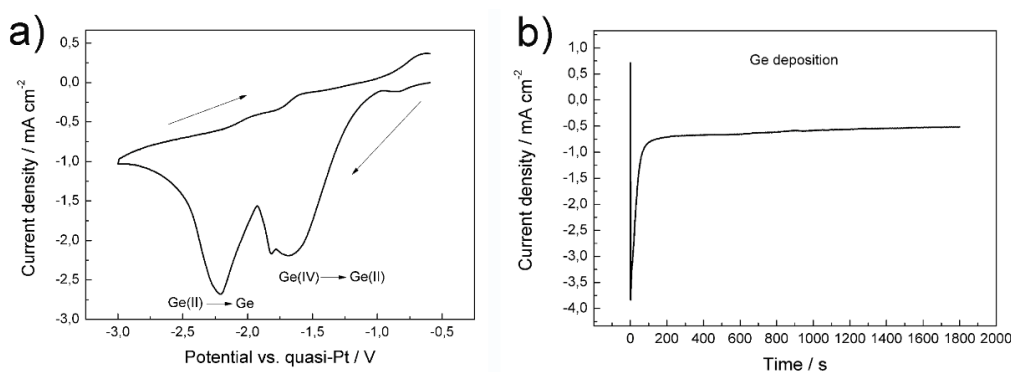 a)
0,5
0,0
-0,5
-1,0
-1,5
-2,0
-2,5
-3,0
Current density / mA cm-2
Ge(IV) → Ge(II)
Ge(II) → Ge
-3,0 -2,5 -2,0 -1,5 -1,0 -0,5
Potential vs. quasi-Pt / V
b)
Ge deposition
1,0
0,5
0,0
-0,5
-1,0
-1,5
-2,0
-2,5
-3,0
-3,5
-4,0
Current density / mA cm-2
0 200 400 600 800 1000 1200 1400 1600 1800 2000
Time / s